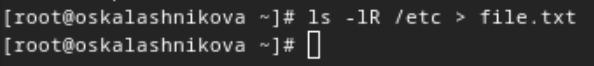 [root@oskalashnikova ~]# ls -lR /etc > file.txt
[root@oskalashnikova ~]#